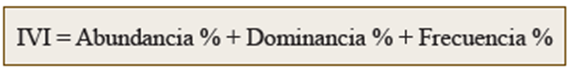 IVI = Abundancia % + Dominancia % + Frecuencia %